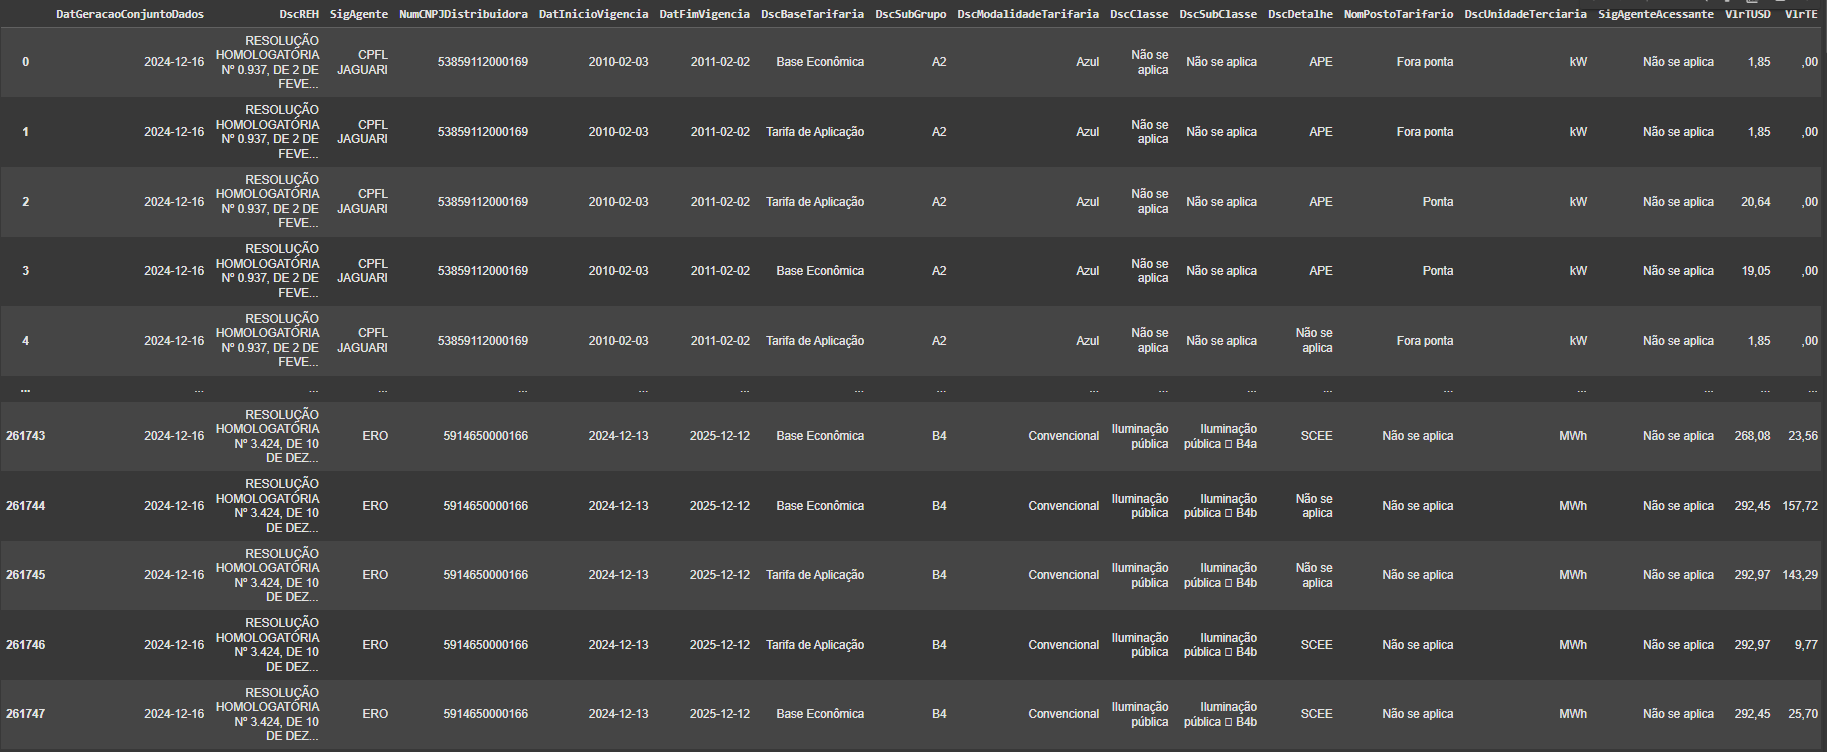 DatGeracaoConjuntoDados DscREH SigAgente NumCNPJDistribuidora DatInicioVigencia DatFimVigencia DscBaseTarifaria DscSubGrupo DscModalidadeTarifaria DscClasse DscSubClasse DscDetalhe NomPostoTarifario DscUnidadeTerciaria SigAgenteAcessante VlrTUSD VlrTE
0 2024-12-16 RESOLUÇÃO HOMOLOGATÓRIA Nº 0.937, DE 2 DE FEVE... CPFL JAGUARI 53859112000169 2010-02-03 2011-02-02 Base Econômica A2 Azul Não se aplica Não se aplica APE Fora ponta kW Não se aplica 1,85 ,00
1 2024-12-16 RESOLUÇÃO HOMOLOGATÓRIA Nº 0.937, DE 2 DE FEVE... CPFL JAGUARI 53859112000169 2010-02-03 2011-02-02 Tarifa de Aplicação A2 Azul Não se aplica Não se aplica APE Fora ponta kW Não se aplica 1,85 ,00
2 2024-12-16 RESOLUÇÃO HOMOLOGATÓRIA Nº 0.937, DE 2 DE FEVE... CPFL JAGUARI 53859112000169 2010-02-03 2011-02-02 Tarifa de Aplicação A2 Azul Não se aplica Não se aplica APE Ponta kW Não se aplica 20,64 ,00
3 2024-12-16 RESOLUÇÃO HOMOLOGATÓRIA Nº 0.937, DE 2 DE FEVE... CPFL JAGUARI 53859112000169 2010-02-03 2011-02-02 Base Econômica A2 Azul Não se aplica Não se aplica APE Ponta kW Não se aplica 19,05 ,00
4 2024-12-16 RESOLUÇÃO HOMOLOGATÓRIA Nº 0.937, DE 2 DE FEVE... CPFL JAGUARI 53859112000169 2010-02-03 2011-02-02 Tarifa de Aplicação A2 Azul Não se aplica Não se aplica Não se aplica Fora ponta kW Não se aplica 1,85 ,00
... ... ... ... ... ... ... ... ... ... ... ... ... ... ... ... ... ...
261743 2024-12-16 RESOLUÇÃO HOMOLOGATÓRIA Nº 3.424, DE 10 DE DEZ... ERO 5914650000166 2024-12-13 2025-12-12 Base Econômica B4 Convencional Iluminação pública Iluminação pública □ B4a SCEE Não se aplica MWh Não se aplica 268,08 23,56
261744 2024-12-16 RESOLUÇÃO HOMOLOGATÓRIA Nº 3.424, DE 10 DE DEZ... ERO 5914650000166 2024-12-13 2025-12-12 Base Econômica B4 Convencional Iluminação pública Iluminação pública □ B4b Não se aplica Não se aplica MWh Não se aplica 292,45 157,72
261745 2024-12-16 RESOLUÇÃO HOMOLOGATÓRIA Nº 3.424, DE 10 DE DEZ... ERO 5914650000166 2024-12-13 2025-12-12 Tarifa de Aplicação B4 Convencional Iluminação pública Iluminação pública □ B4b Não se aplica Não se aplica MWh Não se aplica 292,97 143,29
261746 2024-12-16 RESOLUÇÃO HOMOLOGATÓRIA Nº 3.424, DE 10 DE DEZ... ERO 5914650000166 2024-12-13 2025-12-12 Tarifa de Aplicação B4 Convencional Iluminação pública Iluminação pública □ B4b SCEE Não se aplica MWh Não se aplica 292,97 9,77
261747 2024-12-16 RESOLUÇÃO HOMOLOGATÓRIA Nº 3.424, DE 10 DE DEZ... ERO 5914650000166 2024-12-13 2025-12-12 Base Econômica B4 Convencional Iluminação pública Iluminação pública □ B4b SCEE Não se aplica MWh Não se aplica 292,45 25,70